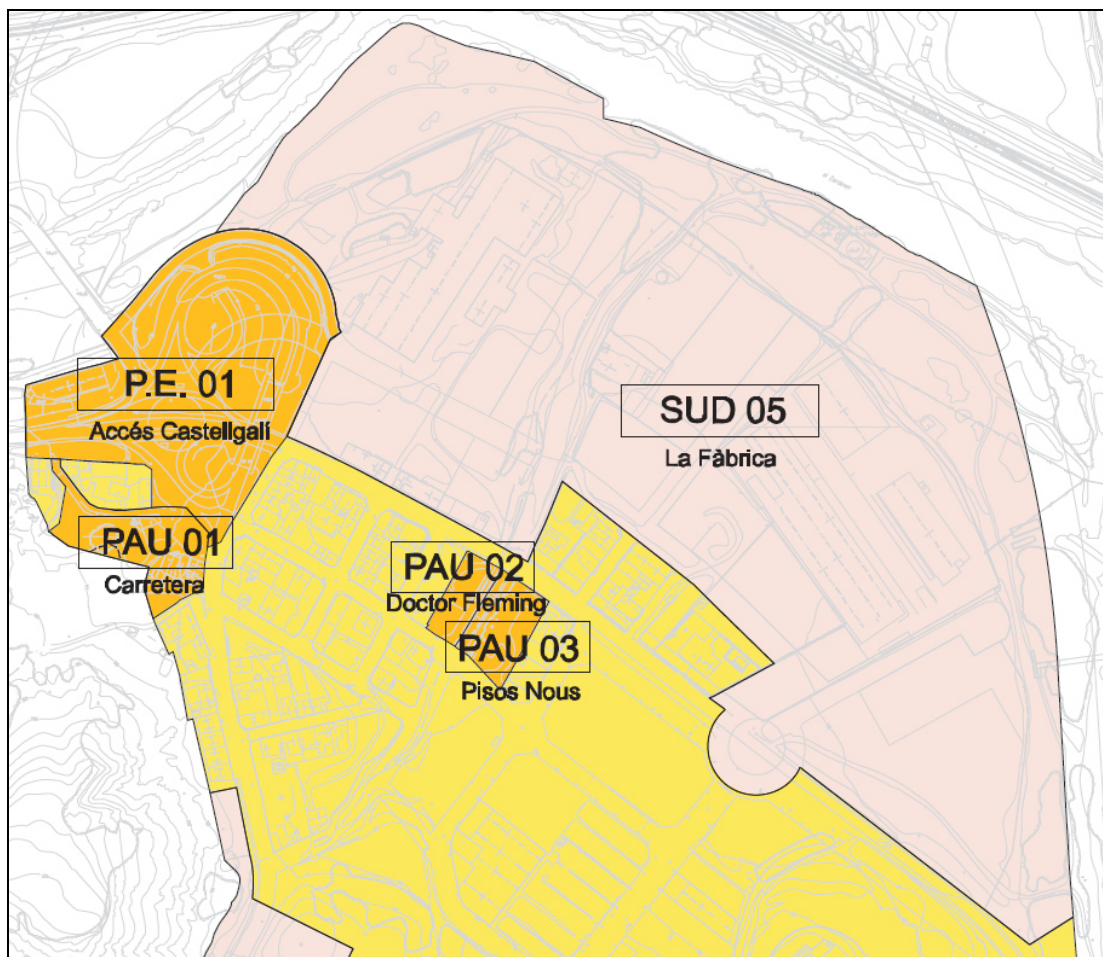 P.E. 01
Accés Castellgalí
SUD 05
La Fàbrica
PAU 01
Carretera
PAU 02
Doctor Fleming
PAU 03
Pisos Nous